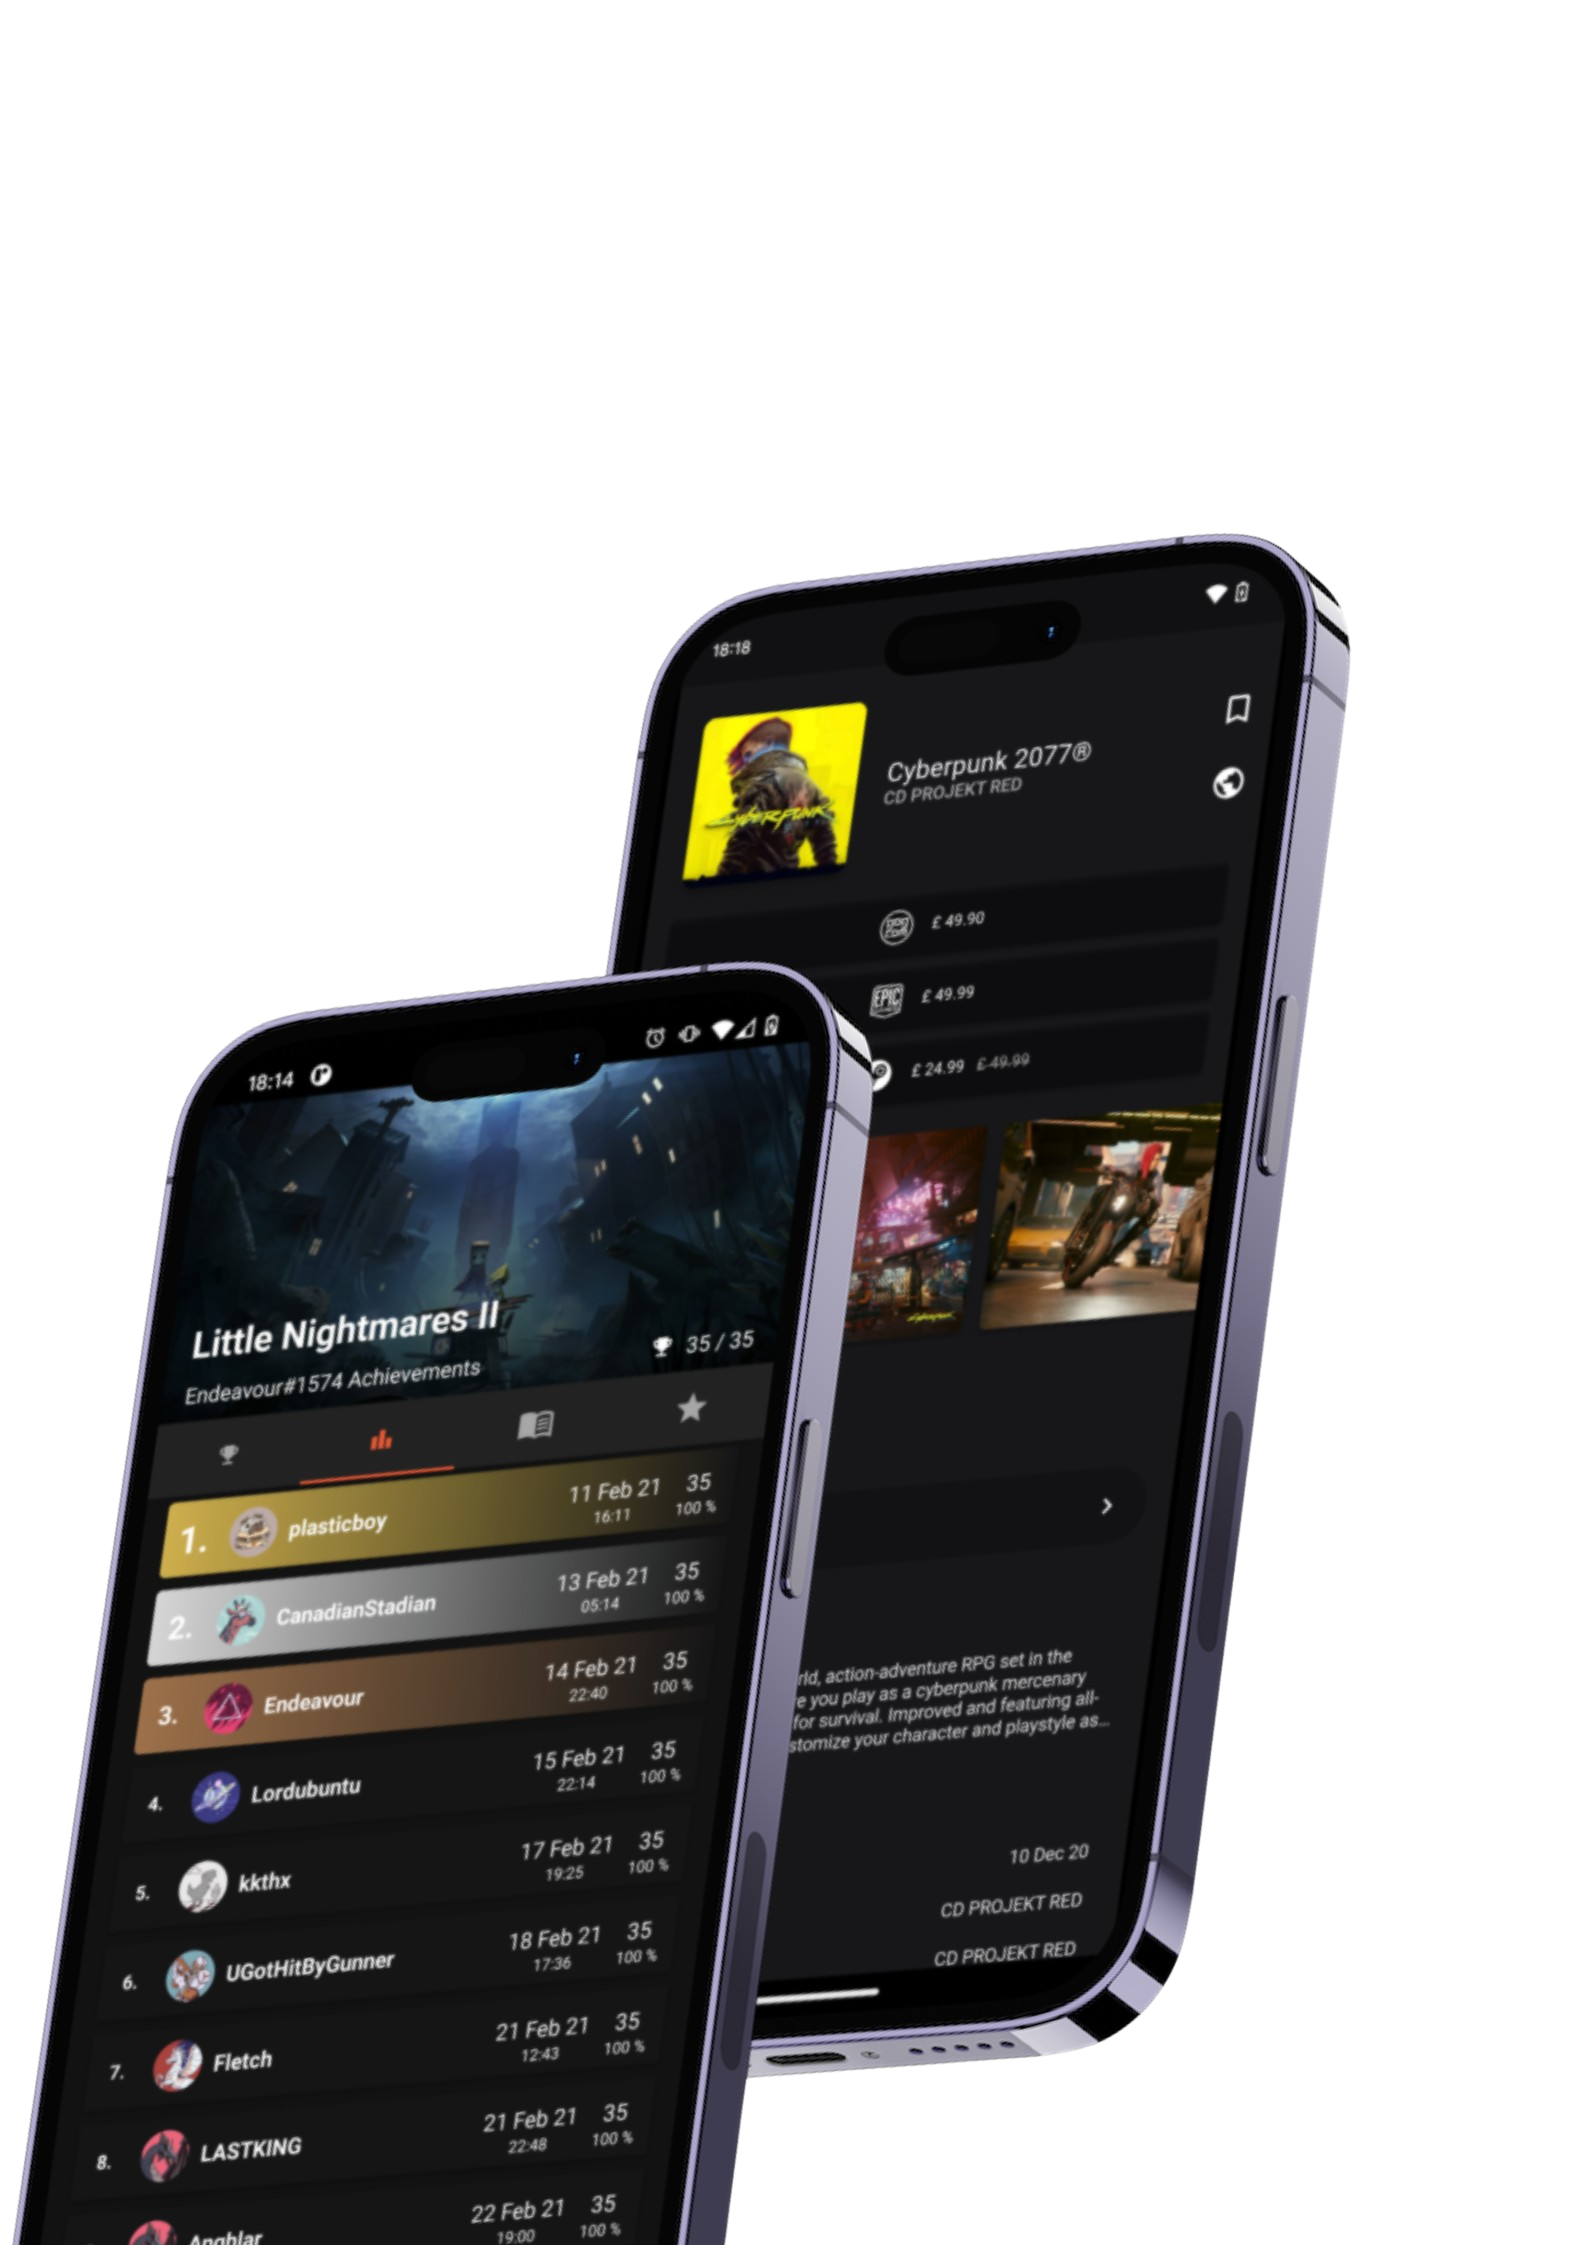 18:18
Cyberpunk 2077®
CD PROJEKT RED
CYBERPUNK
£ 49.90
EPIC
£ 49.99
£ 24.99 £ 49.99
rld, action-adventure RPG set in the
e you play as a cyberpunk mercenary
for survival. Improved and featuring all-
stomize your character and playstyle as...
10 Dec 20
CD PROJEKT RED
CD PROJEKT RED
18:14
Little Nightmares II
35 / 35
Endeavour#1574 Achievements
1. plasticboy 11 Feb 21 35
16:11 100 %
2. CanadianStadian 13 Feb 21 35
05:14 100 %
3. Endeavour 14 Feb 21 35
22:40 100 %
4. Lordubuntu 15 Feb 21 35
22:14 100 %
5. kkthx 17 Feb 21 35
19:25 100 %
6. UGotHitByGunner 18 Feb 21 35
17:36 100 %
7. Fletch 21 Feb 21 35
12:43 100 %
8. LASTKING 21 Feb 21 35
22:48 100 %
22 Feb 21 35
19:00 100 %